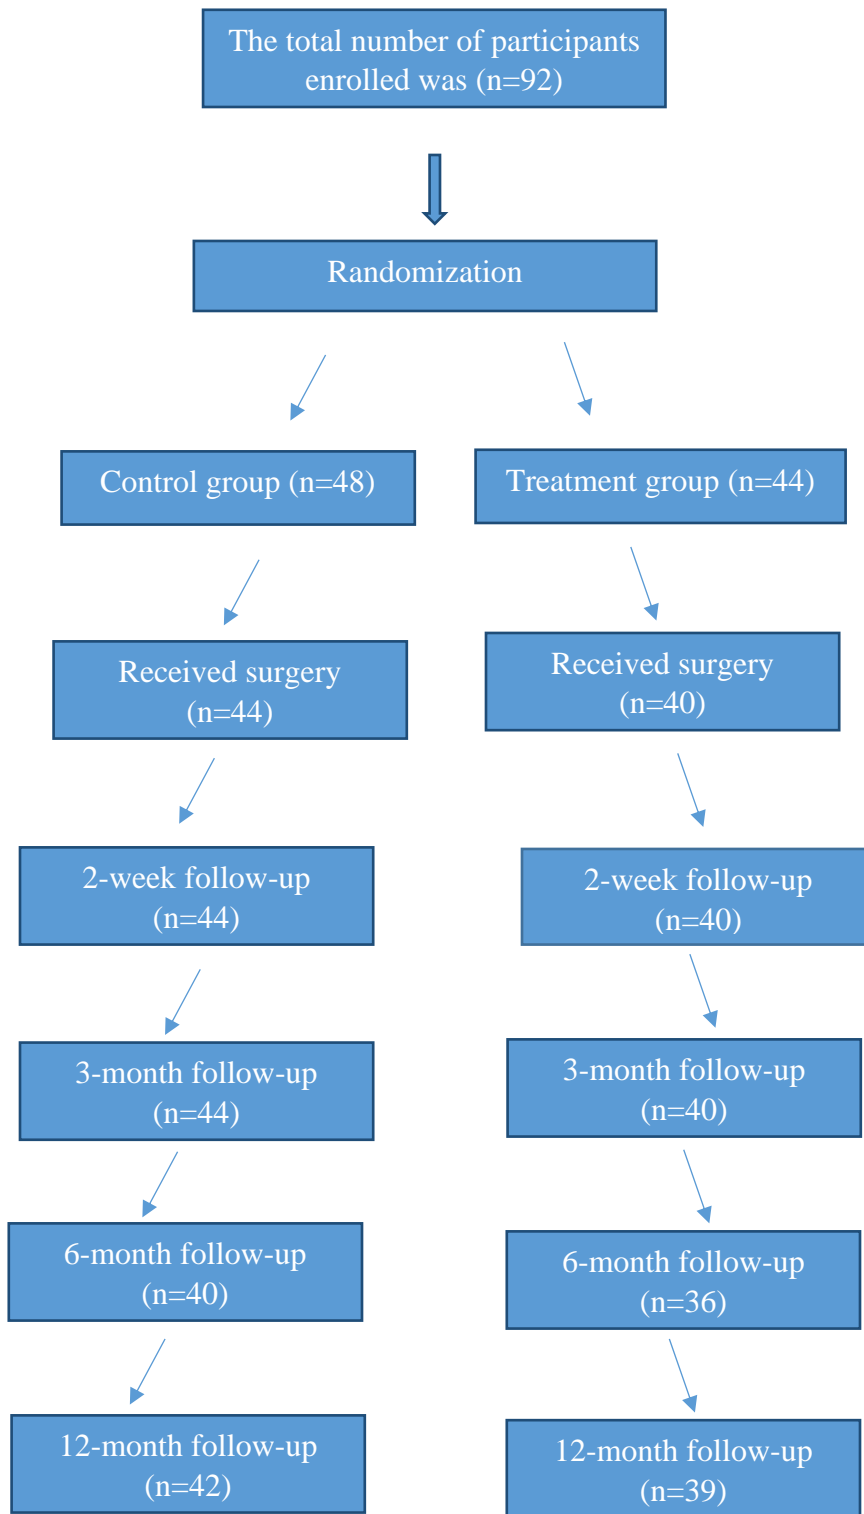 The total number of participants
enrolled was (n=92)
Randomization
Control group (n=48)
Treatment group (n=44)
Received surgery
(n=44)
Received surgery
(n=40)
2-week follow-up
(n=44)
2-week follow-up
(n=40)
3-month follow-up
(n=44)
3-month follow-up
(n=40)
6-month follow-up
(n=40)
6-month follow-up
(n=36)
12-month follow-up
(n=42)
12-month follow-up
(n=39)